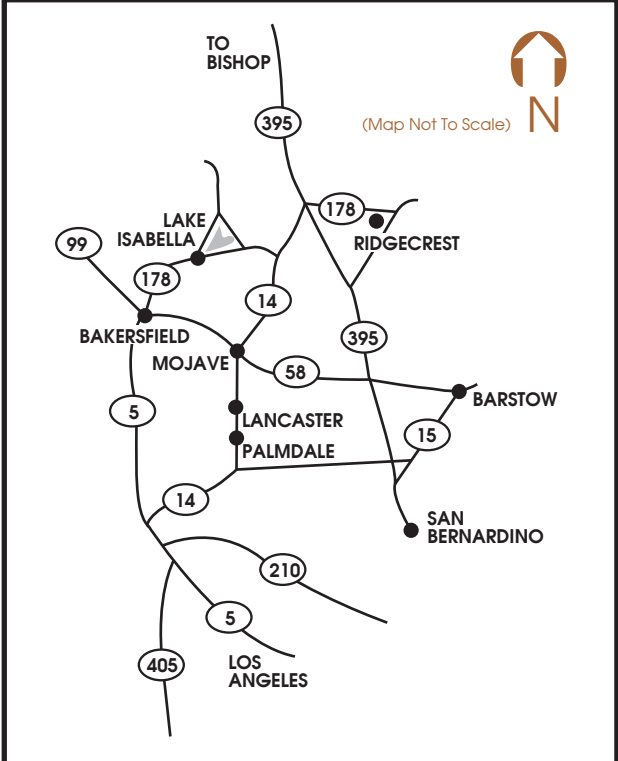 TO
BISHOP
395
(Map Not To Scale)
N
178
LAKE
ISABELLA
RIDGECREST
99
178
14
BAKERSFIELD
395
MOJAVE
58
BARSTOW
5
LANCASTER
15
PALMDALE
14
SAN
BERNARDINO
210
5
405
LOS
ANGELES